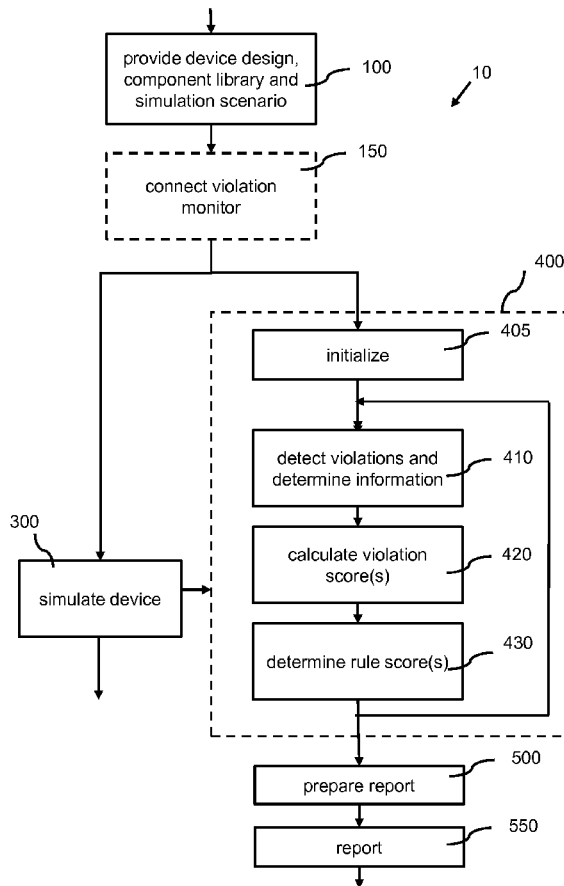 provide device design,
component library and
simulation scenario
100
10
150
connect violation
monitor
400
405
initialize
detect violations and
determine information
410
300
simulate device
calculate violation
score(s)
420
determine rule score(s)
430
500
prepare report
550
report